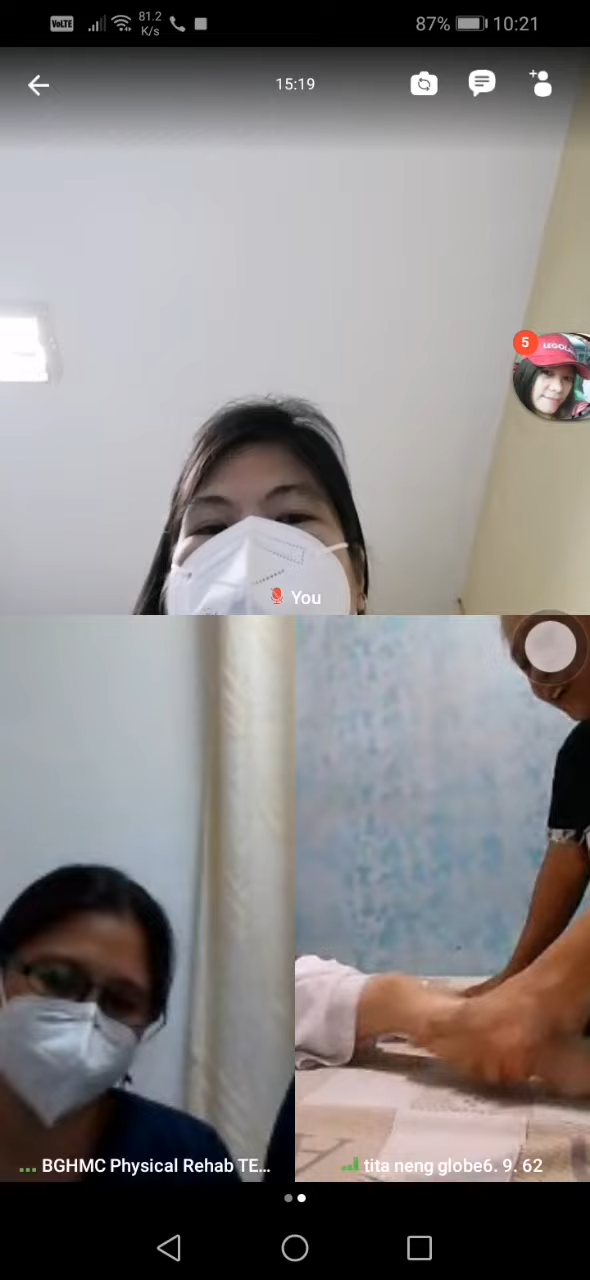 VoLTE
81.2
K/s
87%
10:21
15:19
5
You
BGHMC Physical Rehab TE...
tita neng globe6. 9. 62